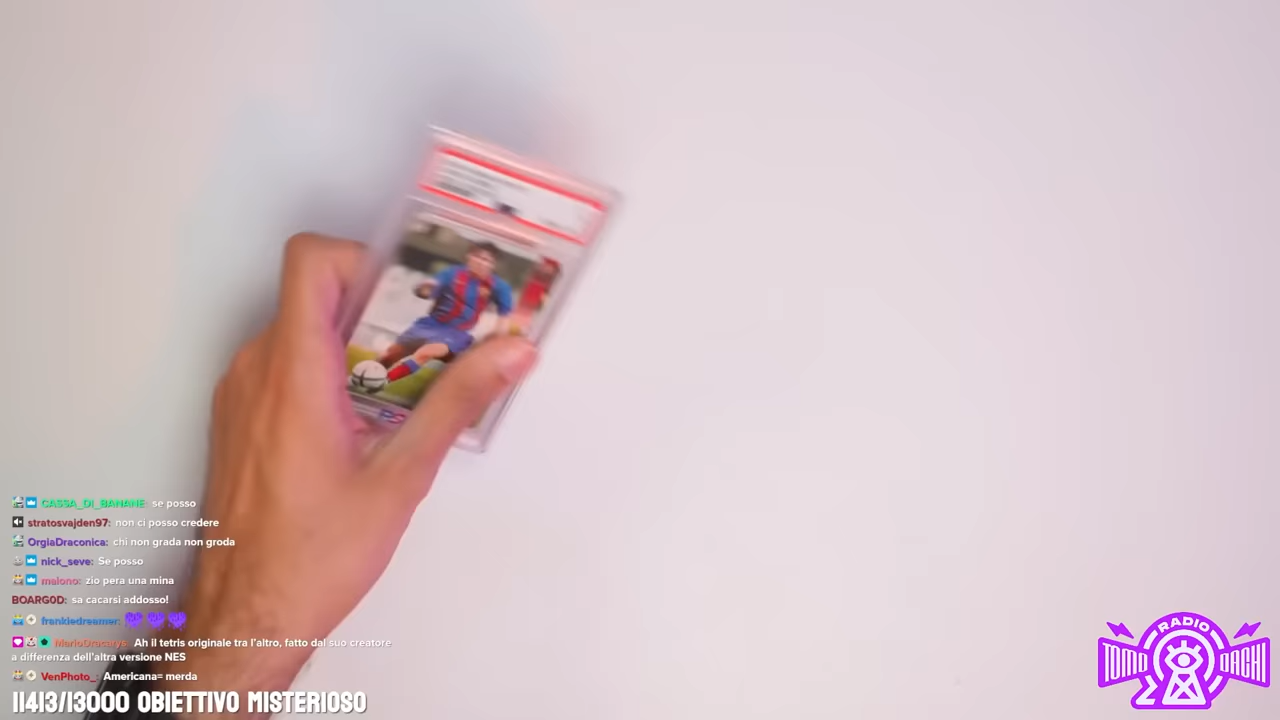 CASSA_DI_BANANE: se posso
stratosvajden97: non ci posso credere
OrgiaDraconica: chi non grada non groda
nick_seve: Se posso
malono: zio pera una mina
BOARG0D: sa cacarsi addosso!
frankiedreamer:
MarioDracarys: Ah il tetris originale tra l'altro, fatto dal suo creatore
a differenza dell'altra versione NES
VenPhoto_: Americana= merda
11413/13000 OBIETTIVO MISTERIOSO
RADIO
TOMO DACHI